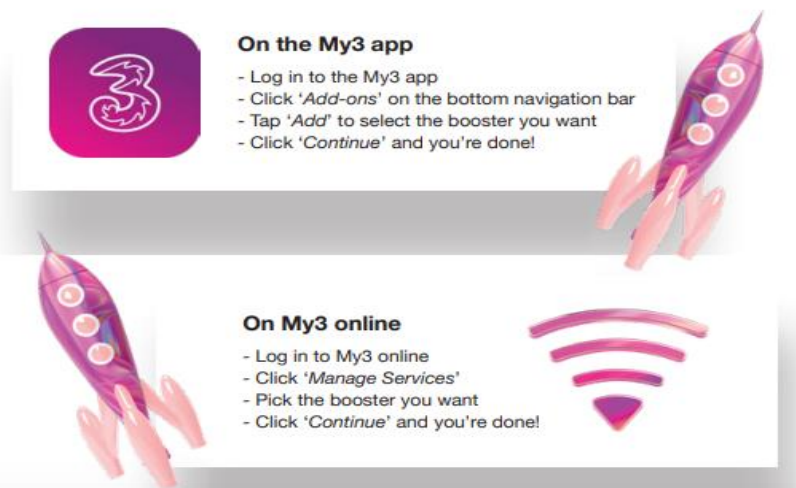 3
On the My3 app
- Log in to the My3 app
- Click ‘Add-ons’ on the bottom navigation bar
- Tap ‘Add’ to select the booster you want
- Click ‘Continue’ and you’re done!
On My3 online
- Log in to My3 online
- Click ‘Manage Services’
- Pick the booster you want
- Click ‘Continue’ and you’re done!